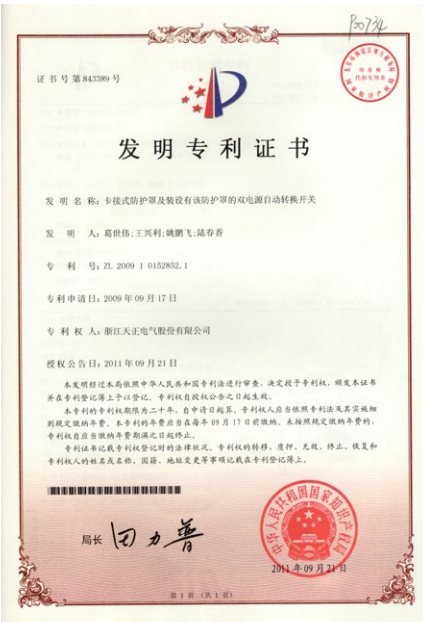 P30734
证书号第843389号
发明专利证书
发 明 名 称：卡接式防护罩及装设有该防护罩的双电源自动转换开关
发 明 人：葛世伟；王兴利；姚鹏飞；陆存香
专 利 号：ZL 2009 1 0152852.1
专利申请日：2009年09月17日
专 利 权 人：浙江天正电气股份有限公司
授权公告日：2011年09月21日
本发明经过本局依照中华人民共和国专利法进行审查，决定授予专利权，颁发本证书
并在专利登记簿上予以登记。专利权自授权公告之日起生效。
本专利的专利权期限为二十年，自申请日起算。专利权人应当依照专利法及其实施细
则规定缴纳年费。本专利的年费应当在每年09月17日前缴纳。未按照规定缴纳年费的，
专利权自应当缴纳年费期满之日起终止。
专利证书记载专利权登记时的法律状况。专利权的转移、质押、无效、终止、恢复和
专利权人的姓名或名称、国籍、地址变更等事项记载在专利登记簿上。
局长 田力普
中华人民共和国国家知识产权局
2011年09月21日
第 1 页（共 1 页）